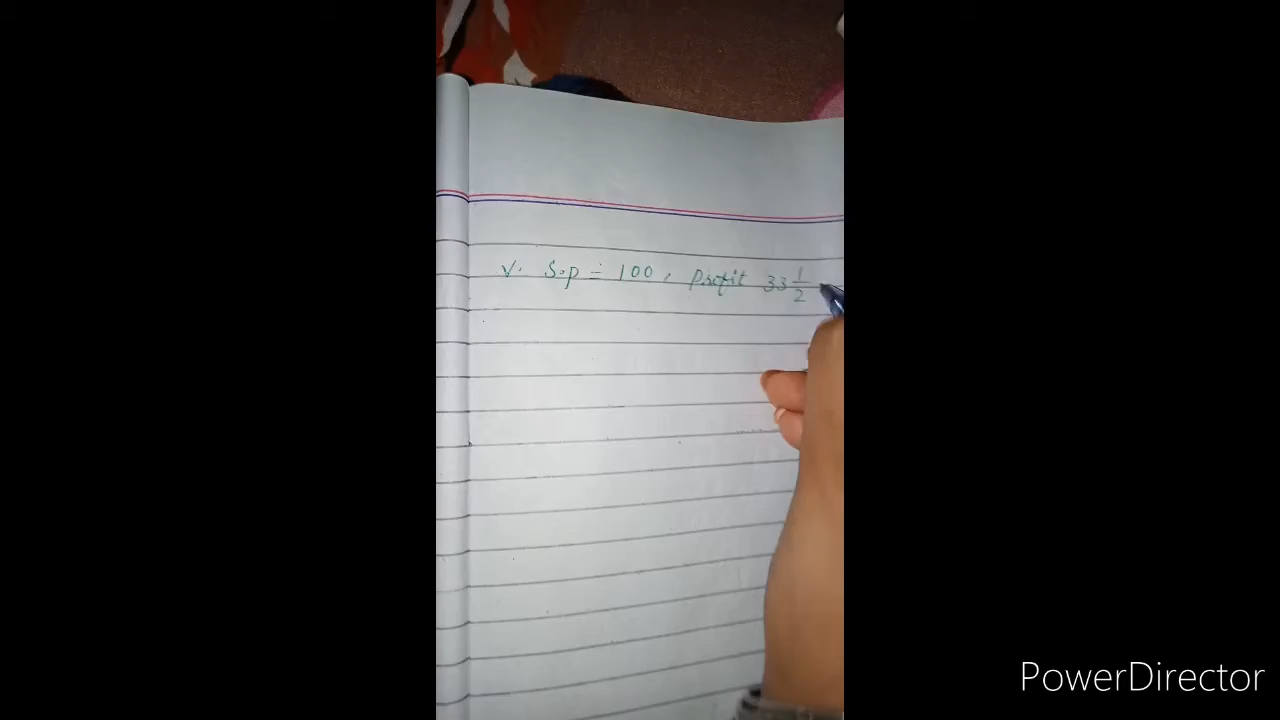 V. S.p = 100, Profit 33 1/2
PowerDirector